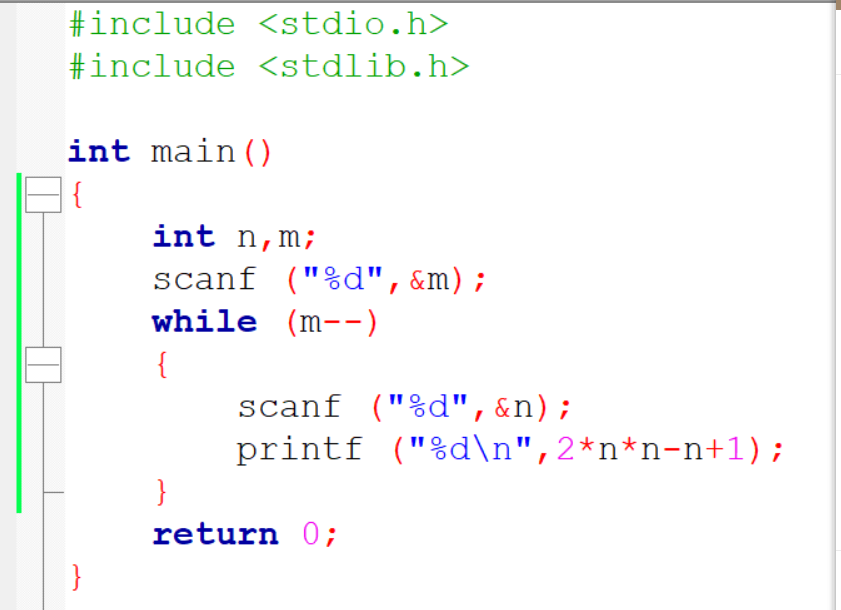 #include <stdio.h>
#include <stdlib.h>
int main()
{
int n,m;
scanf ("%d",&m);
while (m--)
{
scanf ("%d",&n);
printf ("%d\n",2*n*n-n+1);
}
return 0;
}